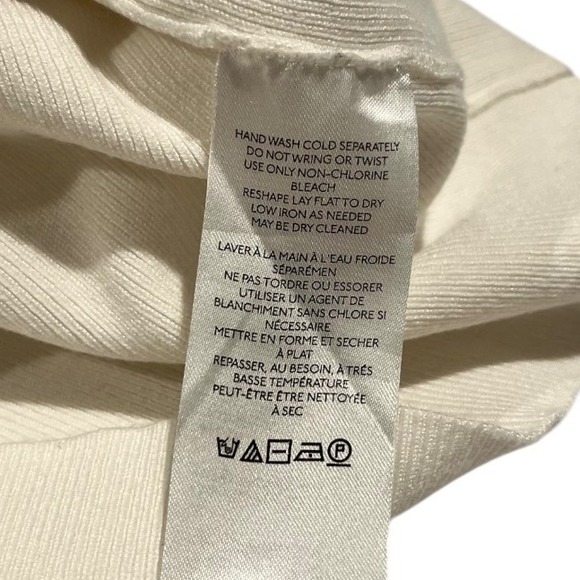 HAND WASH COLD SEPARATELY
DO NOT WRING OR TWIST
USE ONLY NON-CHLORINE
BLEACH
RESHAPE LAY FLAT TO DRY
LOW IRON AS NEEDED
MAY BE DRY CLEANED
LAVER À LA MAIN À L'EAU FROIDE
SÉPARÉMEN
NE PAS TORDRE OU ESSORER
UTILISER UN AGENT DE
BLANCHIMENT SANS CHLORE SI
NÉCESSAIRE
METTRE EN FORME ET SECHER
À PLAT
REPASSER, AU BESOIN, À TRÉS
BASSE TEMPÉRATURE
PEUT-ÊTRE ÊTRE NETTOYÉE
À SEC
P